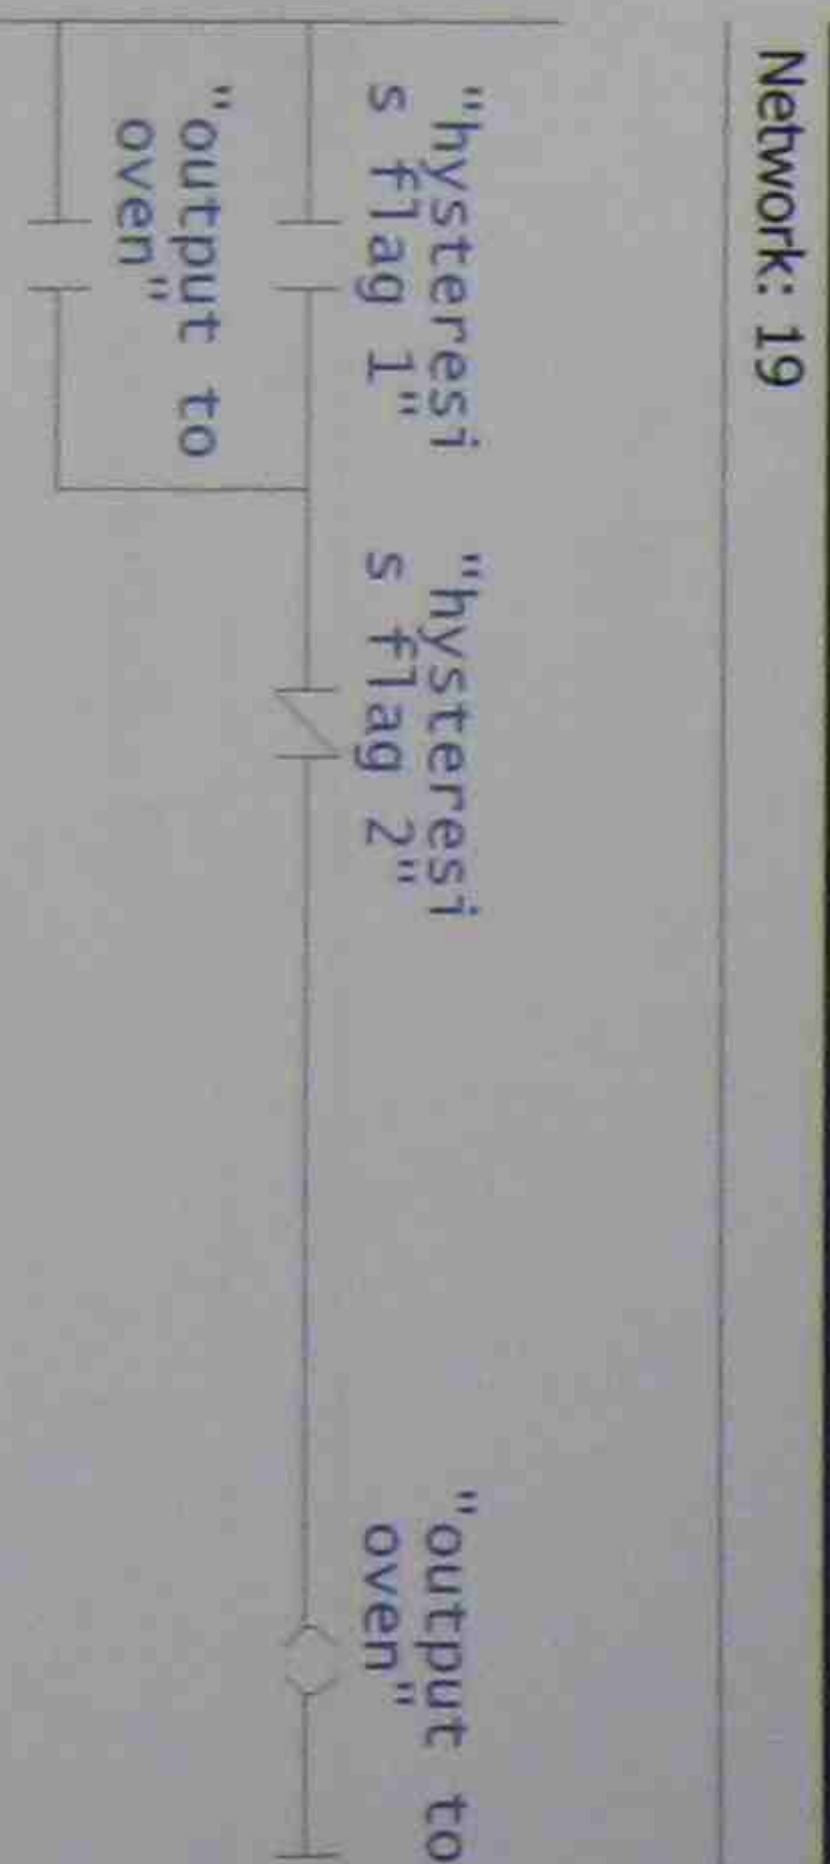 Network: 19
"hysteresi
s flag 1"
"hysteresi
s flag 2"
"output to
oven"
"output to
oven"